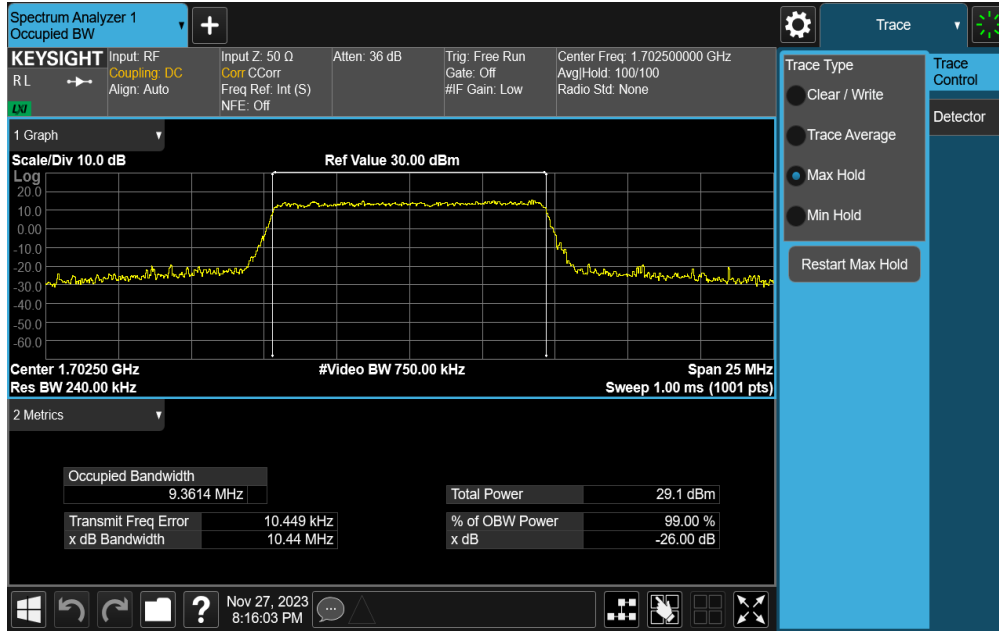 Spectrum Analyzer 1
Occupied BW
Trace
KEYSIGHT
R L
LXI
Input: RF
Coupling: DC
Align: Auto
Input Z: 50 Ω
Corr CCorr
Freq Ref: Int (S)
NFE: Off
Atten: 36 dB
Trig: Free Run
Gate: Off
#IF Gain: Low
Center Freq: 1.702500000 GHz
Avg|Hold: 100/100
Radio Std: None
Trace Type
Clear / Write
Trace Average
Max Hold
Min Hold
Restart Max Hold
Trace
Control
Detector
1 Graph
Scale/Div 10.0 dB
Ref Value 30.00 dBm
Log
20.0
10.0
0.00
-10.0
-20.0
-30.0
-40.0
-50.0
-60.0
Center 1.70250 GHz
#Video BW 750.00 kHz
Span 25 MHz
Res BW 240.00 kHz
Sweep 1.00 ms (1001 pts)
2 Metrics
Occupied Bandwidth
9.3614 MHz
Total Power 29.1 dBm
Transmit Freq Error 10.449 kHz
% of OBW Power 99.00 %
x dB Bandwidth 10.44 MHz
x dB -26.00 dB
?
Nov 27, 2023
8:16:03 PM